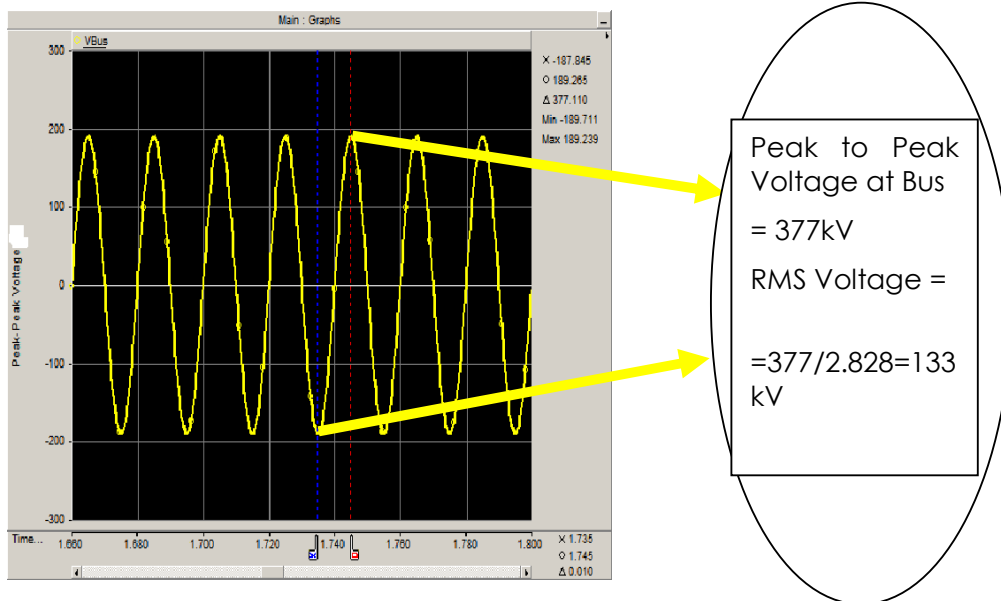 Main : Graphs
VBus
300
200
100
0
-100
-200
-300
Peak- Peak Voltage
× -187.845
○ 189.265
Δ 377.110
Min -189.711
Max 189.239
Time...
1.660 1.680 1.700 1.720 1.740 1.760 1.780 1.800
× 1.735
○ 1.745
Δ 0.010
Peak to Peak
Voltage at Bus
= 377kV
RMS Voltage =
=377/2.828=133
kV